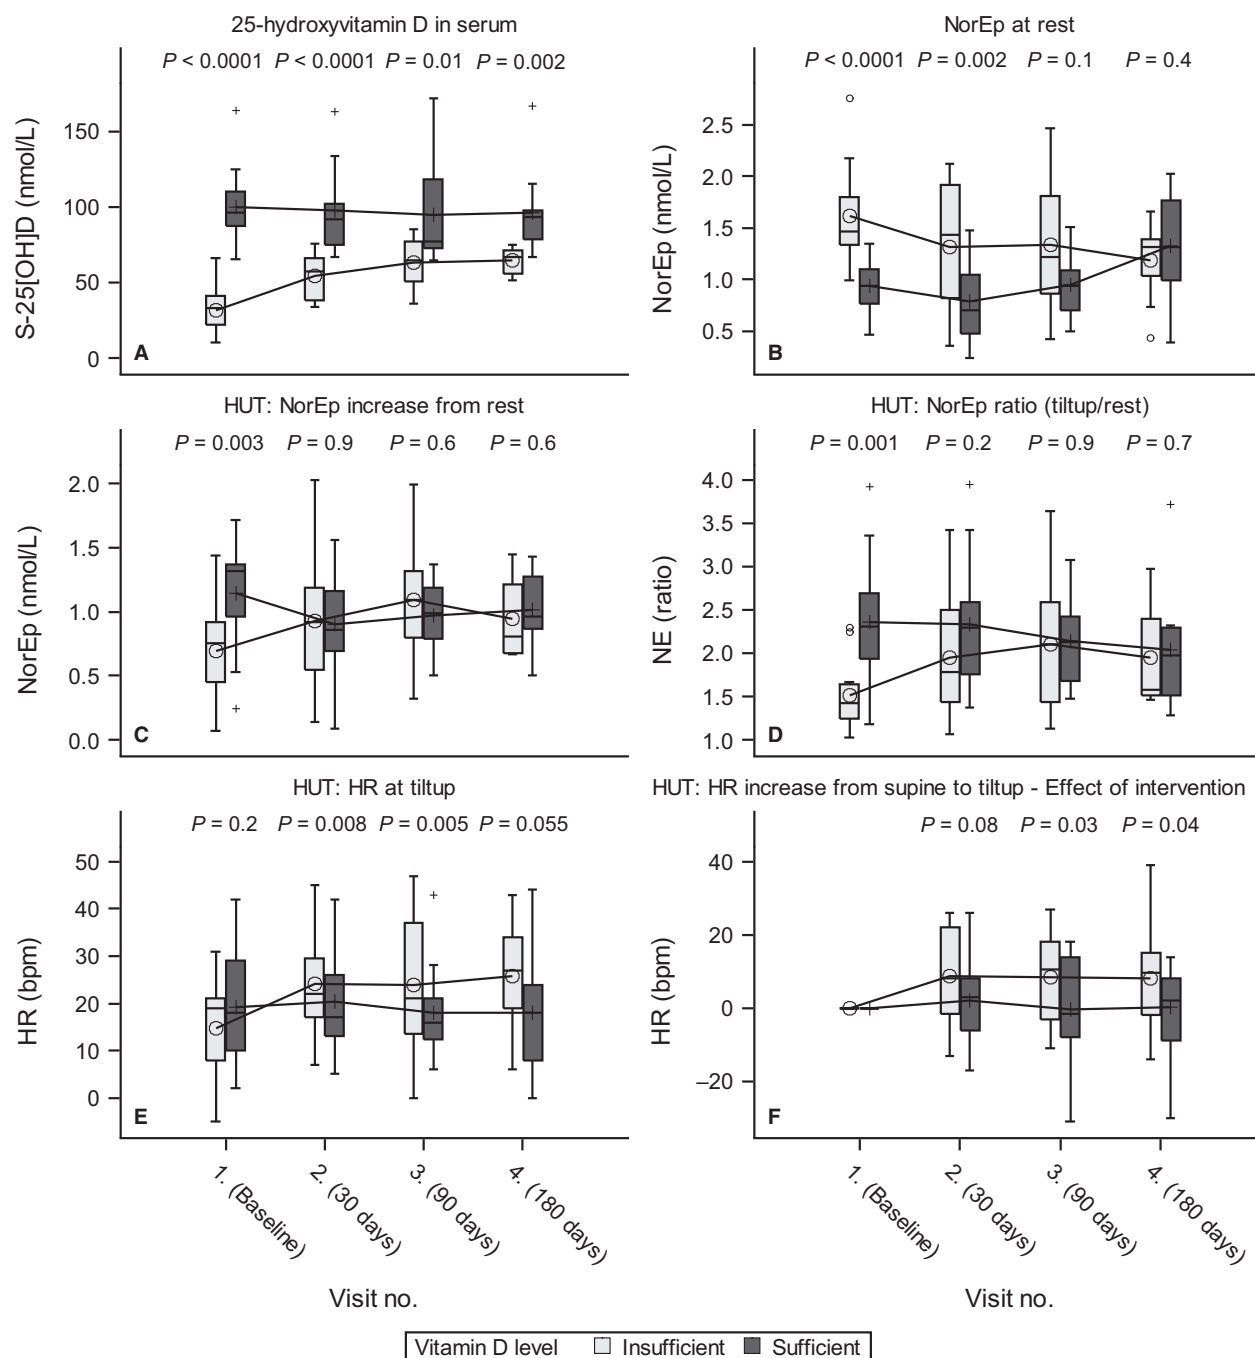 25-hydroxyvitamin D in serum
P < 0.0001 P < 0.0001 P = 0.01 P = 0.002
S-25[OH]D (nmol/L)
150
100
50
0
A
NorEp at rest
P < 0.0001 P = 0.002 P = 0.1 P = 0.4
NorEp (nmol/L)
2.5
2.0
1.5
1.0
0.5
B
HUT: NorEp increase from rest
P = 0.003 P = 0.9 P = 0.6 P = 0.6
NorEp (nmol/L)
2.0
1.5
1.0
0.5
0.0
C
HUT: NorEp ratio (tiltup/rest)
P = 0.001 P = 0.2 P = 0.9 P = 0.7
NE (ratio)
4.0
3.5
3.0
2.5
2.0
1.5
1.0
D
HUT: HR at tiltup
P = 0.2 P = 0.008 P = 0.005 P = 0.055
HR (bpm)
50
40
30
20
10
0
E
1. (Baseline)
2. (30 days)
3. (90 days)
4. (180 days)
Visit no.
HUT: HR increase from supine to tiltup - Effect of intervention
P = 0.08 P = 0.03 P = 0.04
HR (bpm)
40
20
0
–20
F
1. (Baseline)
2. (30 days)
3. (90 days)
4. (180 days)
Visit no.
Vitamin D level Insufficient Sufficient